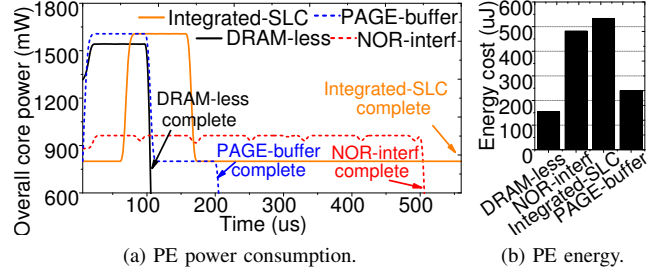 Overall core power (mW)
1800
1500
1200
900
600
Integrated-SLC
PAGE-buffer
DRAM-less
NOR-interf
DRAM-less
complete
Integrated-SLC
complete
PAGE-buffer
complete
NOR-interf
complete
0 100 200 300 400 500
Time (us)
(a) PE power consumption.
Energy cost (uJ)
600
500
400
300
200
100
0
DRAM-less
NOR-interf
Integrated-SLC
PAGE-buffer
(b) PE energy.